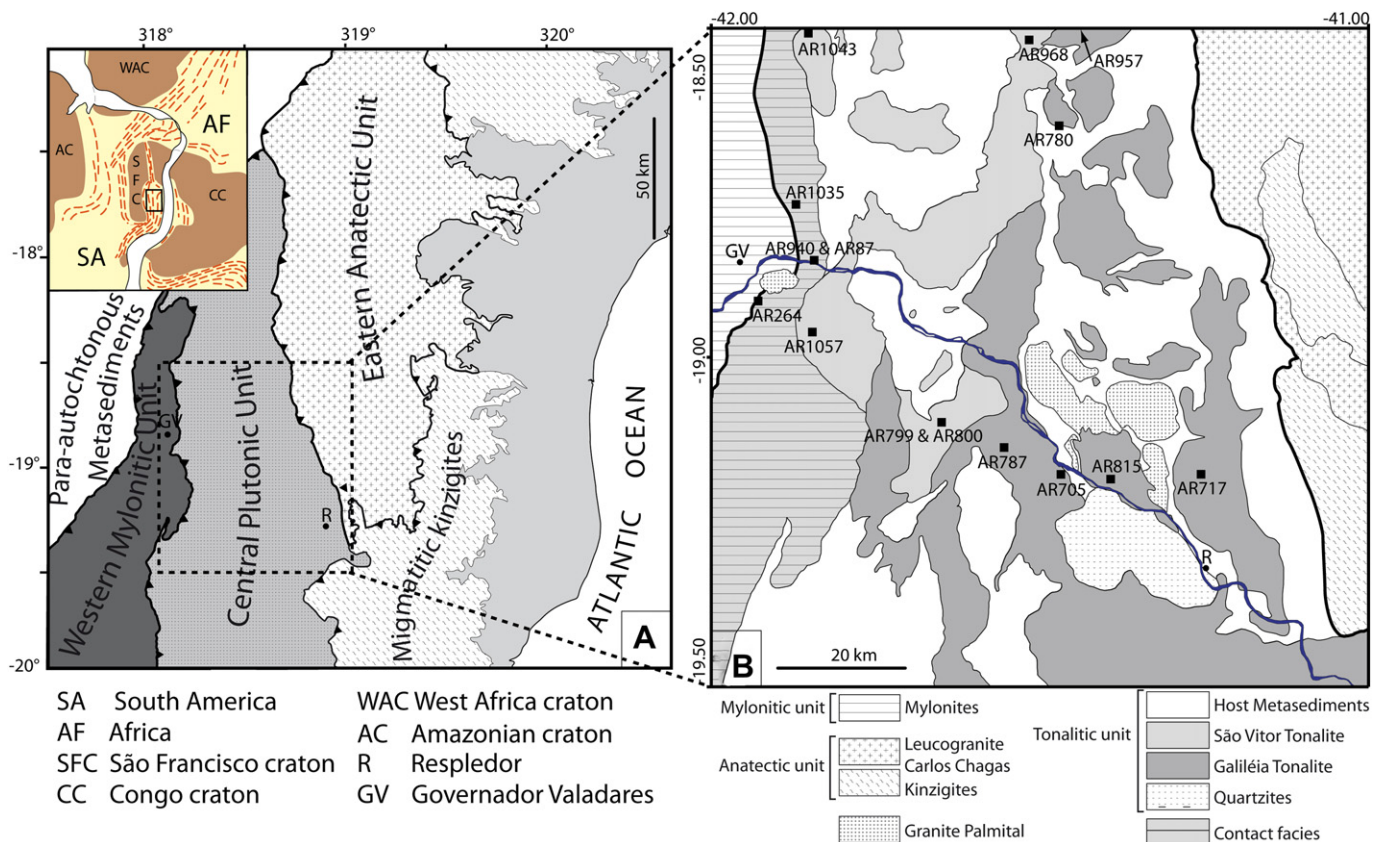 318°
319°
320°
-18°
-19°
-20°
WAC
AF
AC
S
F
C
CC
SA
Para-autochtonous
Metasediments
Western Mylonitic Unit
GV
Central Plutonic Unit
R
Eastern Anatectic Unit
Migmatitic kinzigites
50 km
ATLANTIC OCEAN
A
SA South America
AF Africa
SFC São Francisco craton
CC Congo craton
WAC West Africa craton
AC Amazonian craton
R Respledor
GV Governador Valadares
-42.00
-41.00
-18.50
-19.00
-19.50
AR1043
AR968
AR957
AR780
AR1035
GV
AR940 & AR87
AR264
AR1057
AR799 & AR800
AR787
AR705
AR815
AR717
R
B
20 km
Mylonitic unit
Mylonites
Anatectic unit
Leucogranite
Carlos Chagas
Kinzigites
Granite Palmital
Tonalitic unit
Host Metasediments
São Vitor Tonalite
Galiléia Tonalite
Quartzites
Contact facies